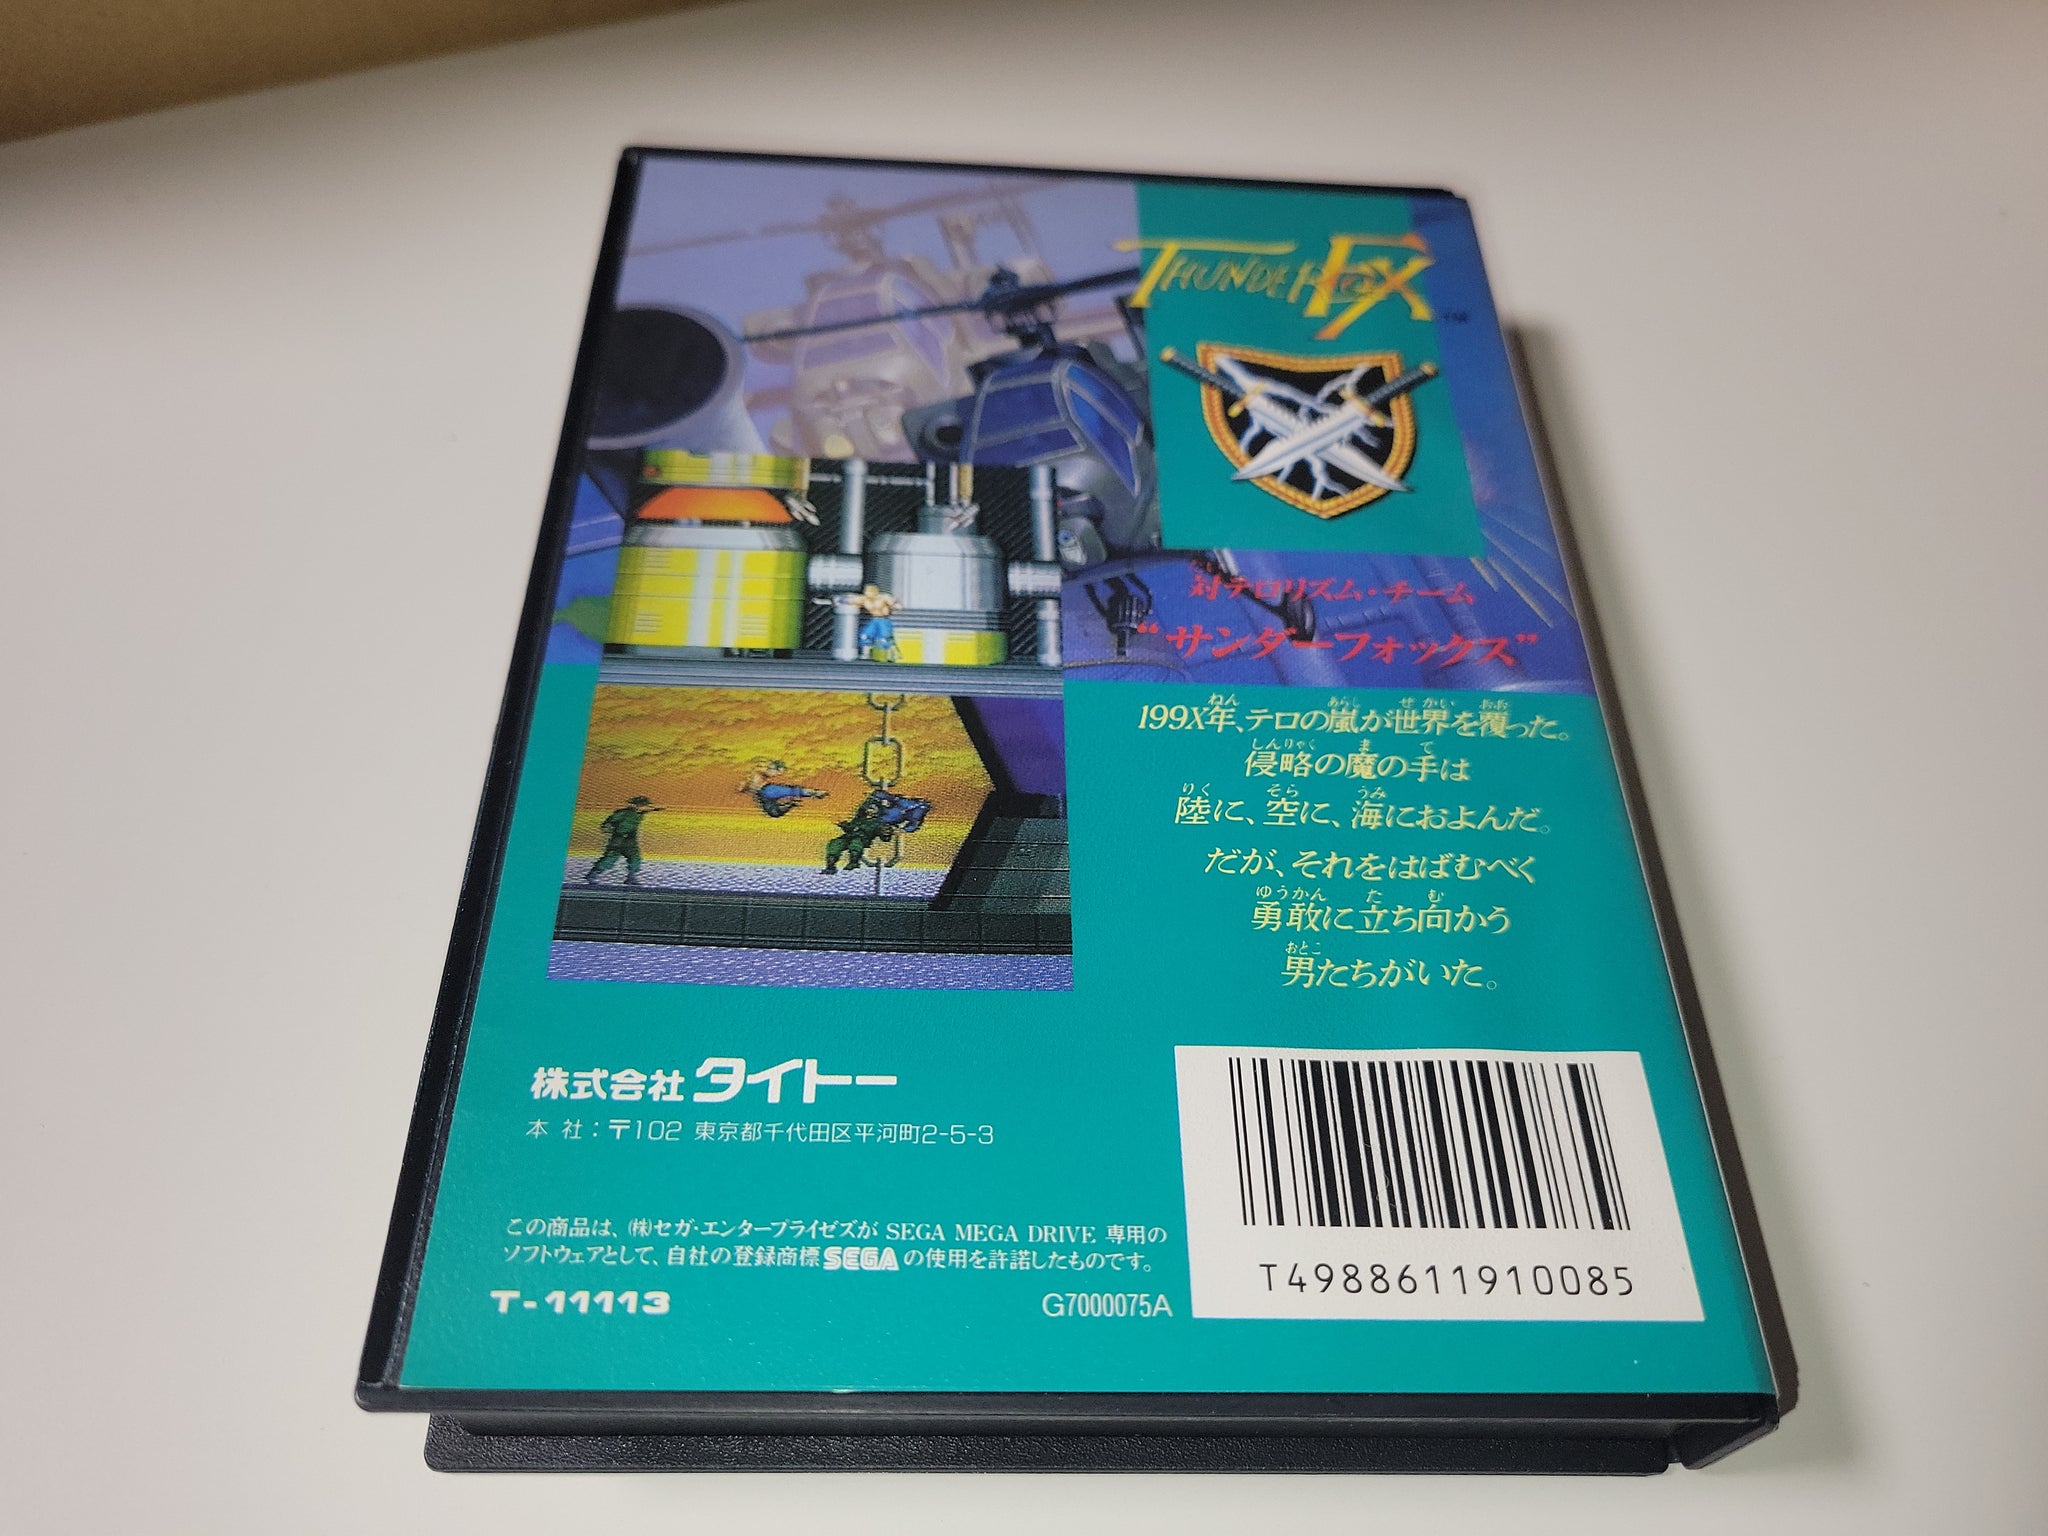 THUNDER FOX TM
対テロリズム・チーム
“サンダーフォックス”
199X年、テロの嵐が世界を覆った。
侵略の魔の手は
陸に、空に、海におよんだ。
だが、それをはばむべく
勇敢に立ち向かう
男たちがいた。
株式会社 タイトー
本 社：〒102 東京都千代田区平河町2-5-3
この商品は、(株)セガ・エンタープライゼズが SEGA MEGA DRIVE 専用の
ソフトウェアとして、自社の登録商標 SEGA の使用を許諾したものです。
T-11113
G7000075A
T4988611910085